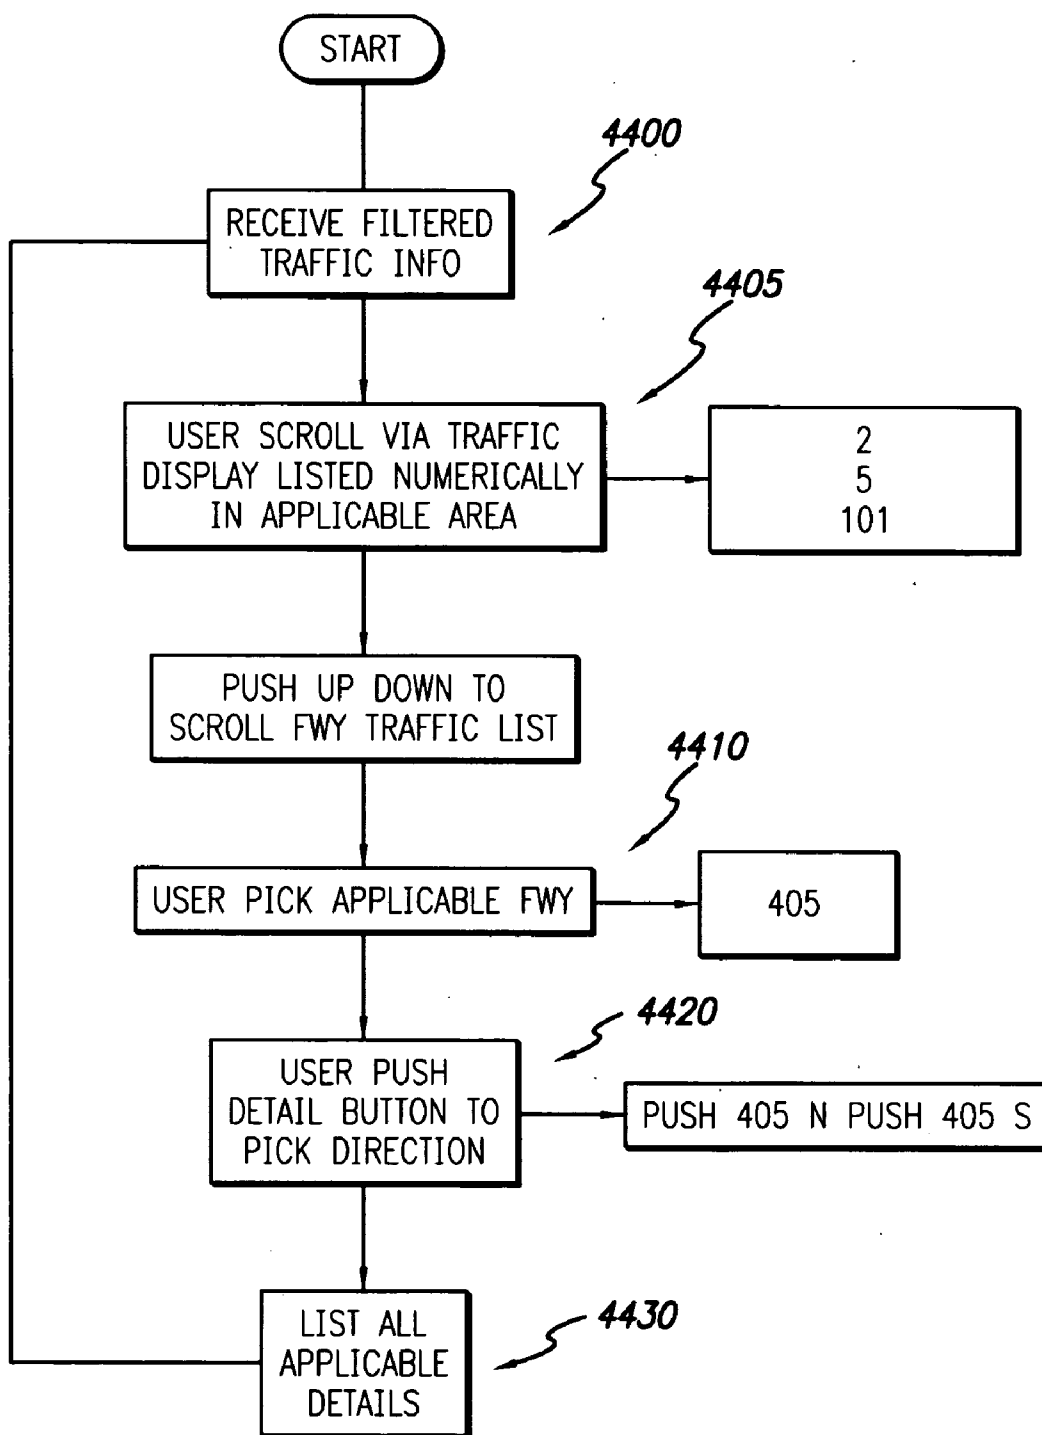 START
4400
RECEIVE FILTERED
TRAFFIC INFO
4405
USER SCROLL VIA TRAFFIC
DISPLAY LISTED NUMERICALLY
IN APPLICABLE AREA
2
5
101
PUSH UP DOWN TO
SCROLL FWY TRAFFIC LIST
4410
USER PICK APPLICABLE FWY
405
4420
USER PUSH
DETAIL BUTTON TO
PICK DIRECTION
PUSH 405 N PUSH 405 S
4430
LIST ALL
APPLICABLE
DETAILS